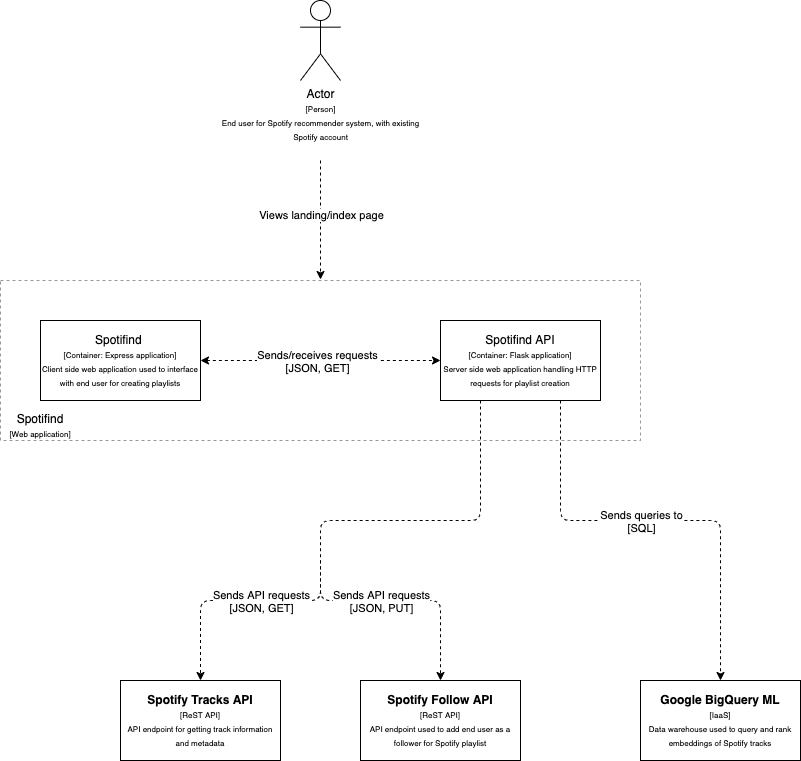 Actor
[Person]
End user for Spotify recommender system, with existing
Spotify account
Views landing/index page
Spotifind
[Container: Express application]
Client side web application used to interface
with end user for creating playlists
Sends/receives requests
[JSON, GET]
Spotifind API
[Container: Flask application]
Server side web application handling HTTP
requests for playlist creation
Spotifind
[Web application]
Sends queries to
[SQL]
Sends API requests
[JSON, GET]
Sends API requests
[JSON, PUT]
Spotify Tracks API
[ReST API]
API endpoint for getting track information
and metadata
Spotify Follow API
[ReST API]
API endpoint used to add end user as a
follower for Spotify playlist
Google BigQuery ML
[IaaS]
Data warehouse used to query and rank
embeddings of Spotify tracks